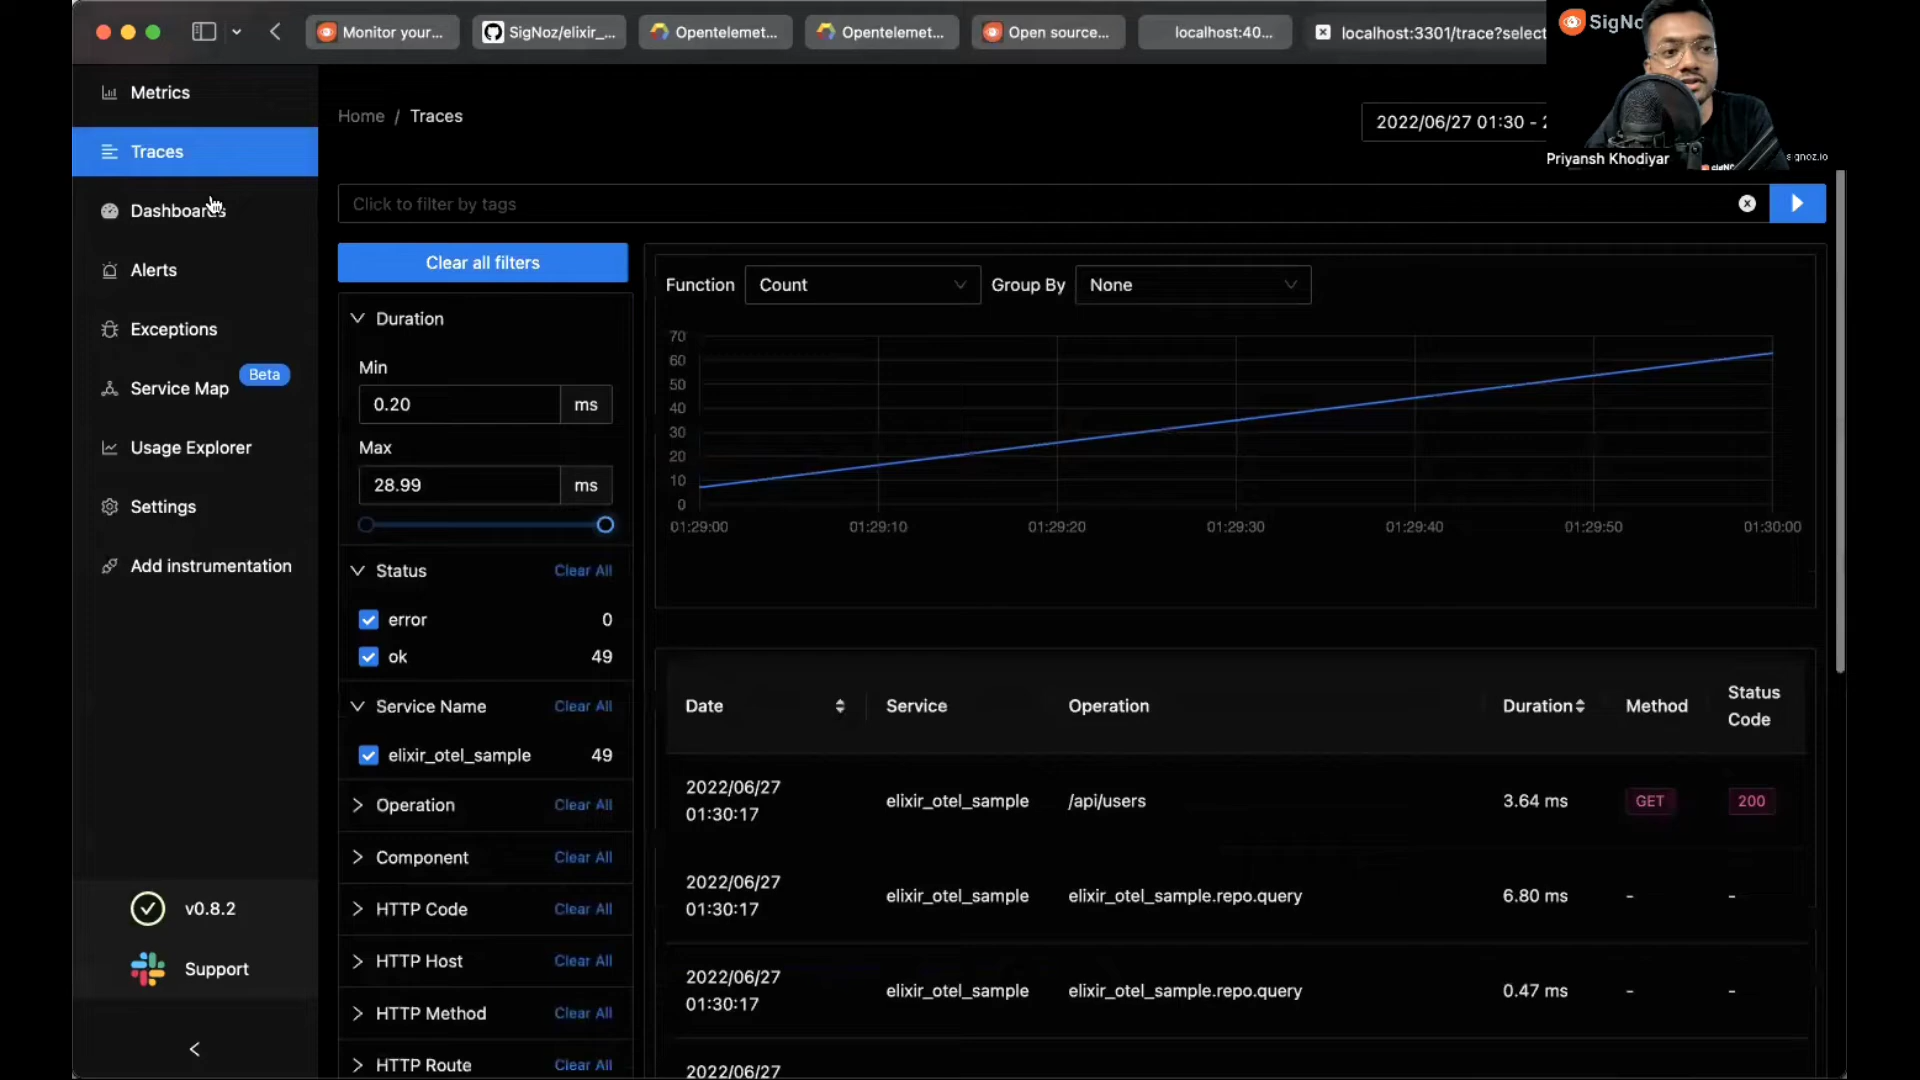 Monitor your...
SigNoz/elixir_...
Opentelemet...
Opentelemet...
Open source...
localhost:40...
localhost:3301/trace?select
Priyansh Khodiyar
Metrics
Traces
Dashboards
Alerts
Exceptions
Service Map
Beta
Usage Explorer
Settings
Add instrumentation
v0.8.2
Support
Home / Traces
2022/06/27 01:30 -
Click to filter by tags
Clear all filters
Duration
Min
0.20 ms
Max
28.99 ms
Status Clear All
error 0
ok 49
Service Name Clear All
elixir_otel_sample 49
Operation Clear All
Component Clear All
HTTP Code Clear All
HTTP Host Clear All
HTTP Method Clear All
HTTP Route Clear All
Function Count Group By None
70
60
50
40
30
20
10
0
01:29:00 01:29:10 01:29:20 01:29:30 01:29:40 01:29:50 01:30:00
Date Service Operation Duration Method Status Code
2022/06/27 01:30:17 elixir_otel_sample /api/users 3.64 ms GET 200
2022/06/27 01:30:17 elixir_otel_sample elixir_otel_sample.repo.query 6.80 ms - -
2022/06/27 01:30:17 elixir_otel_sample elixir_otel_sample.repo.query 0.47 ms - -
2022/06/27